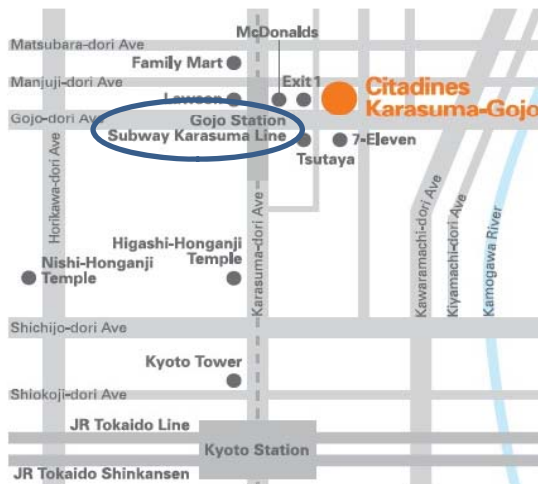 McDonalds
Matsubara-dori Ave
Family Mart
Manjuji-dori Ave
Exit 1
Citadines
Karasuma-Gojo
Lawson
Gojo-dori Ave
Gojo Station
Subway Karasuma Line
7-Eleven
Tsutaya
Horikawa-dori Ave
Karasuma-dori Ave
Kawaramachi-dori Ave
Kiyamachi-dori Ave
Kamogawa River
Higashi-Honganji
Temple
Nishi-Honganji
Temple
Shichijo-dori Ave
Kyoto Tower
Shiokoji-dori Ave
JR Tokaido Line
Kyoto Station
JR Tokaido Shinkansen